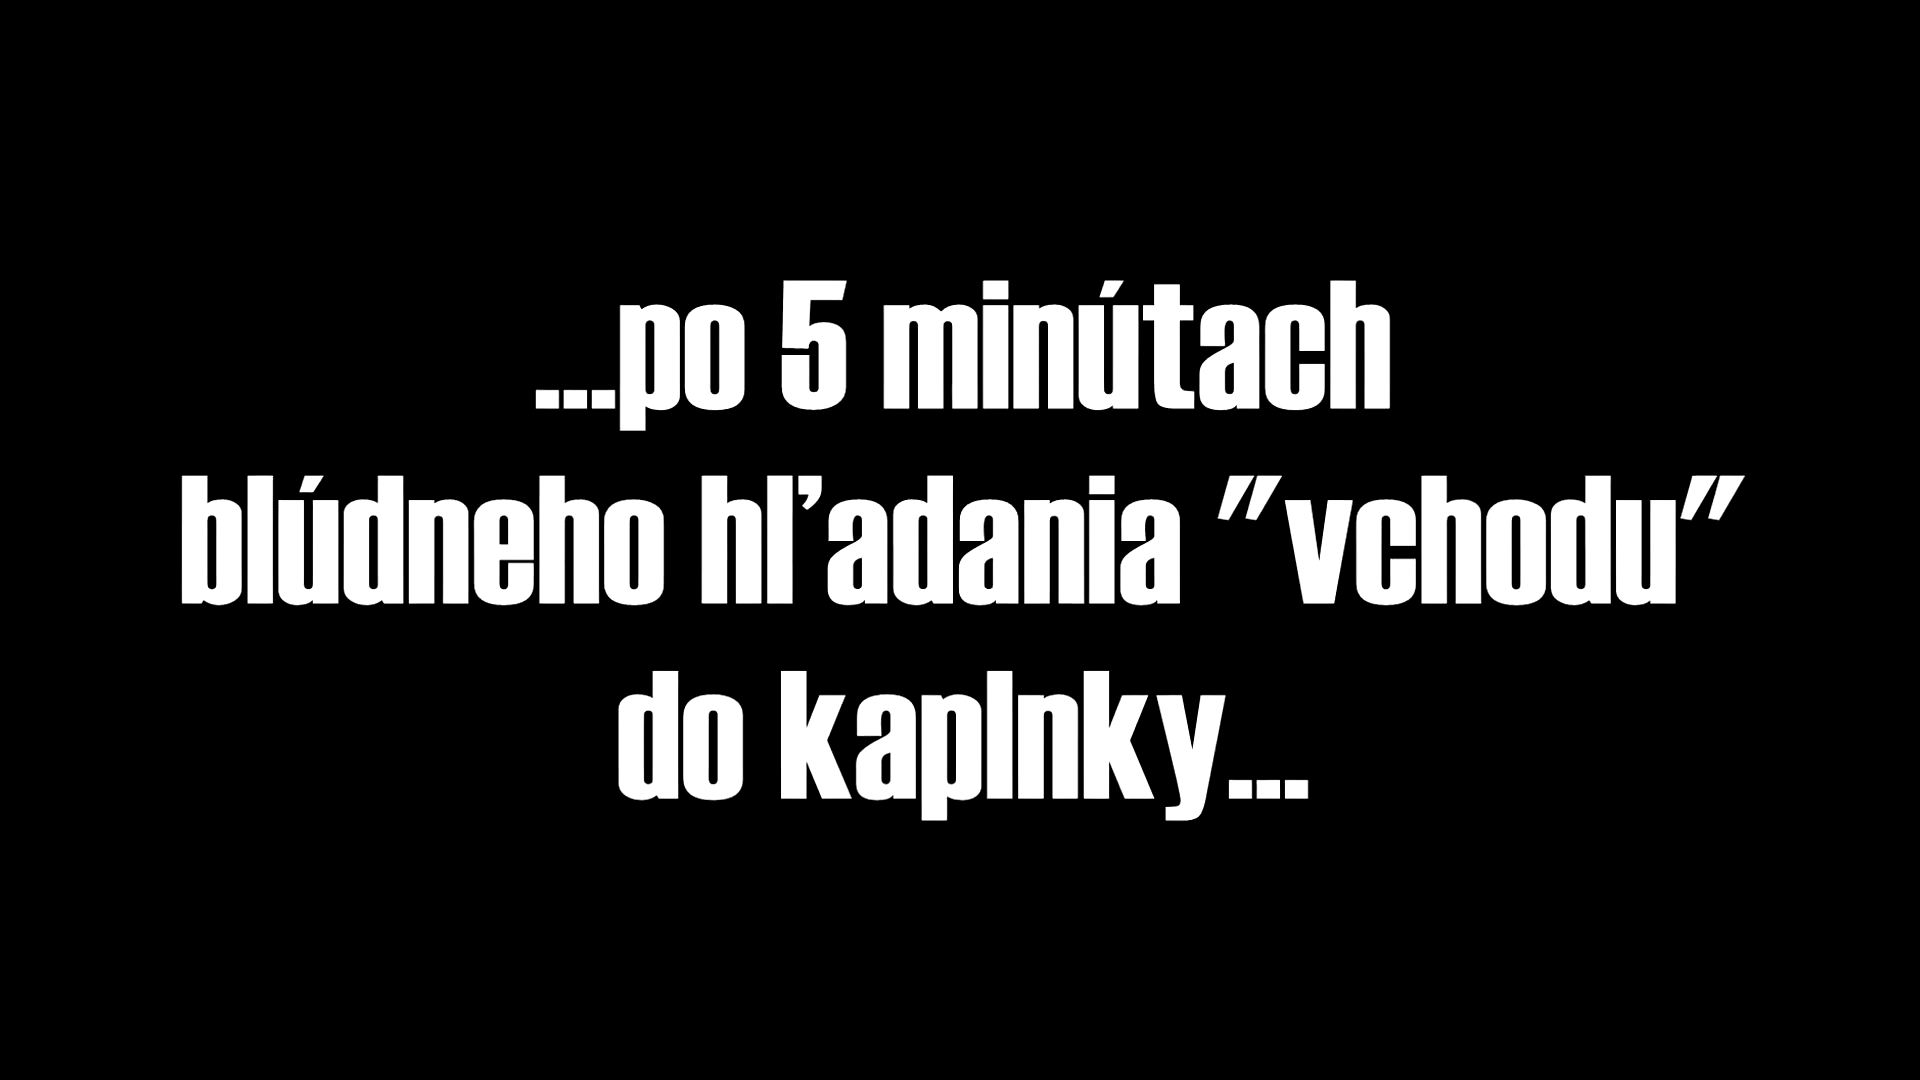 ...po 5 minútach
blúdneho hľadania "vchodu"
do kaplnky...